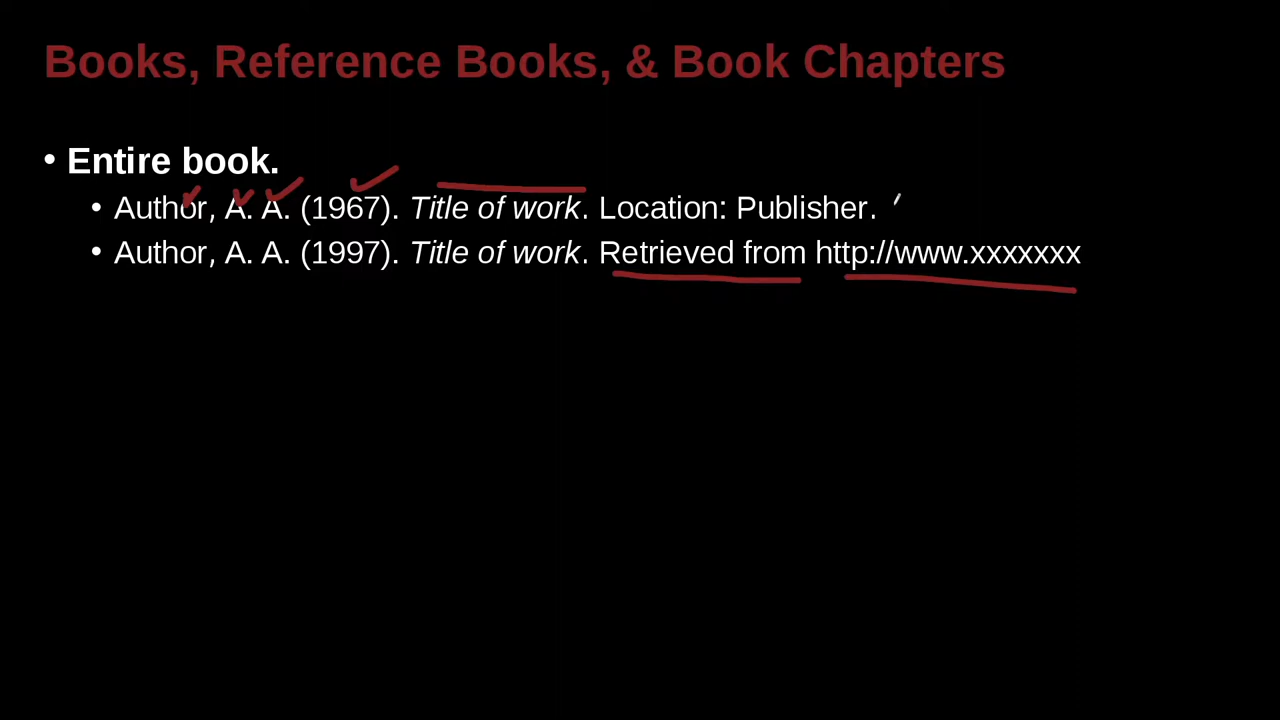 Books, Reference Books, & Book Chapters
• Entire book.
• Author, A. A. (1967). Title of work. Location: Publisher.
• Author, A. A. (1997). Title of work. Retrieved from http://www.xxxxxxx